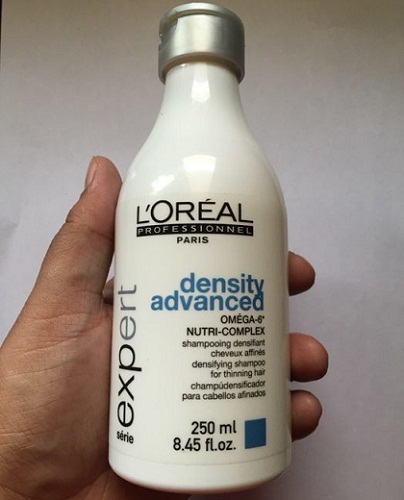 L'ORÉAL
PROFESSIONNEL
PARIS
density
advanced
OMÉGA-6*
NUTRI-COMPLEX
shampooing densifiant
cheveux affinés
densifying shampoo
for thinning hair
champúdensificador
para cabellos afinados
série expert
250 ml
8.45 fl.oz.